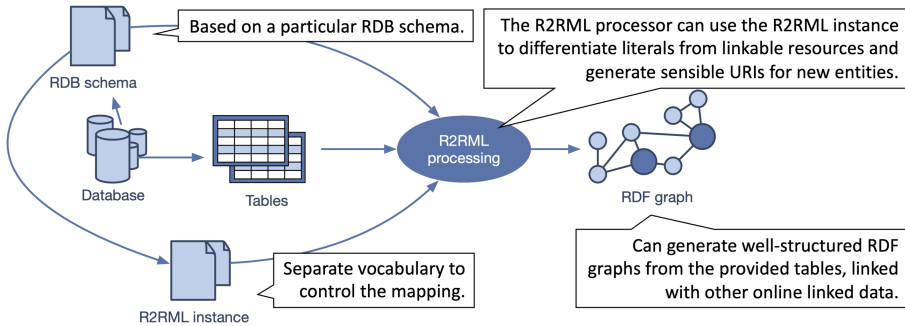 Based on a particular RDB schema.
The R2RML processor can use the R2RML instance
to differentiate literals from linkable resources and
generate sensible URIs for new entities.
RDB schema
R2RML
processing
Database
Tables
RDF graph
Separate vocabulary to
control the mapping.
Can generate well-structured RDF
graphs from the provided tables, linked
with other online linked data.
R2RML instance